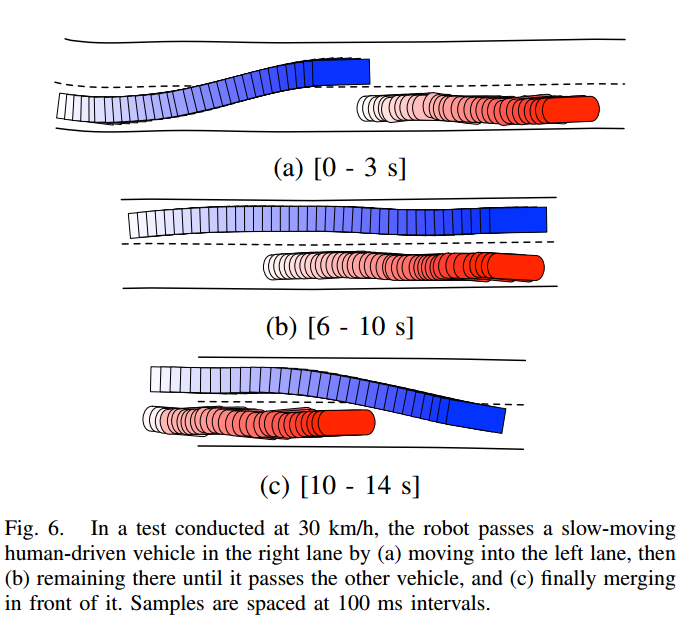 (a) [0 - 3 s]
(b) [6 - 10 s]
(c) [10 - 14 s]
Fig. 6. In a test conducted at 30 km/h, the robot passes a slow-moving
human-driven vehicle in the right lane by (a) moving into the left lane, then
(b) remaining there until it passes the other vehicle, and (c) finally merging
in front of it. Samples are spaced at 100 ms intervals.